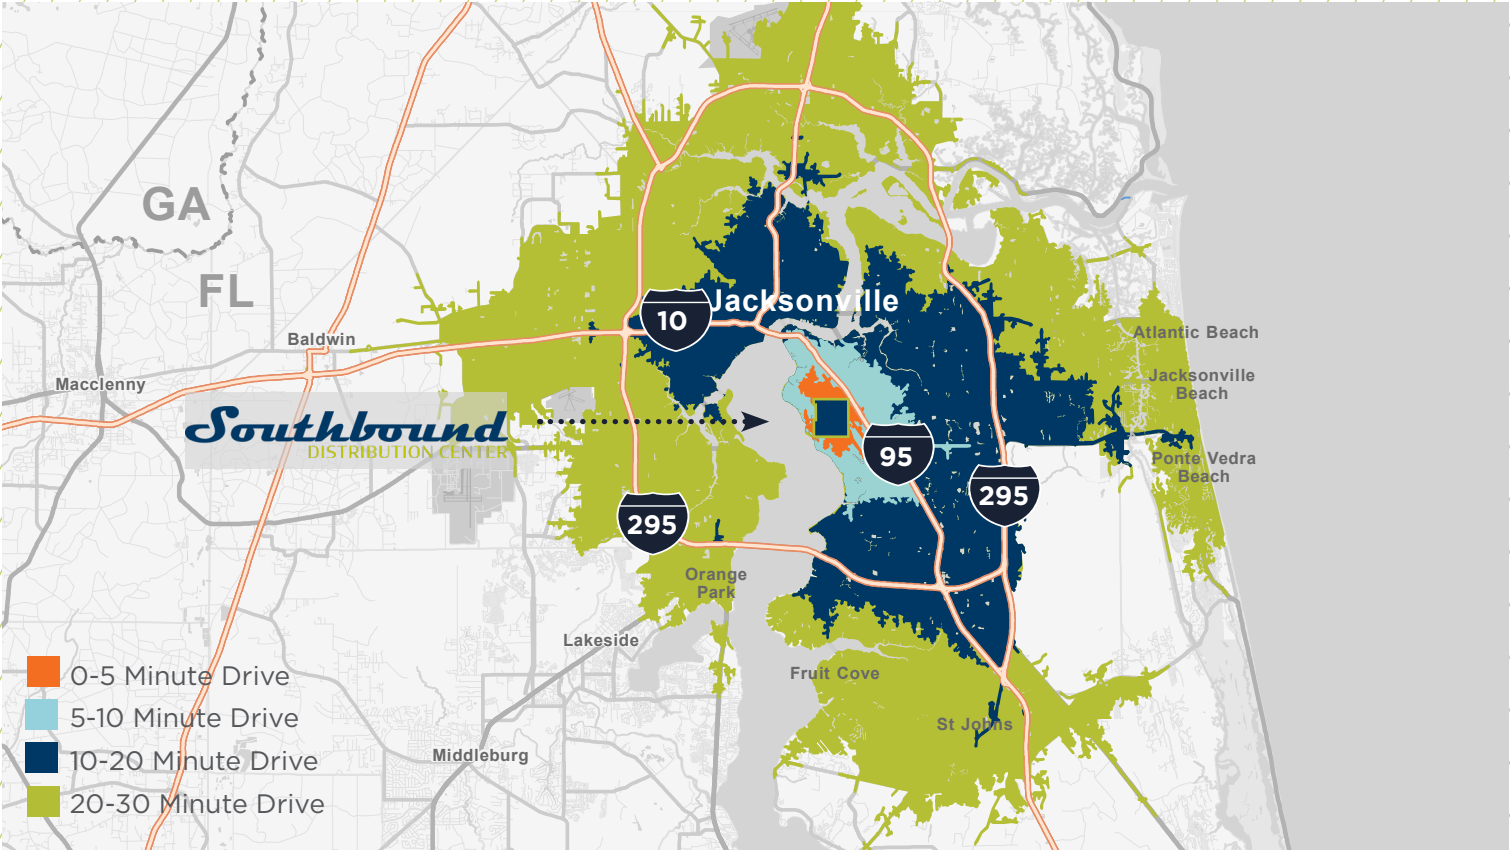 GA
FL
Jacksonville
10
Atlantic Beach
Baldwin
Jacksonville
Beach
Macclenny
Southbound
DISTRIBUTION CENTER
95
Ponte Vedra
Beach
295
295
Orange
Park
Lakeside
Fruit Cove
St Johns
Middleburg
0-5 Minute Drive
5-10 Minute Drive
10-20 Minute Drive
20-30 Minute Drive